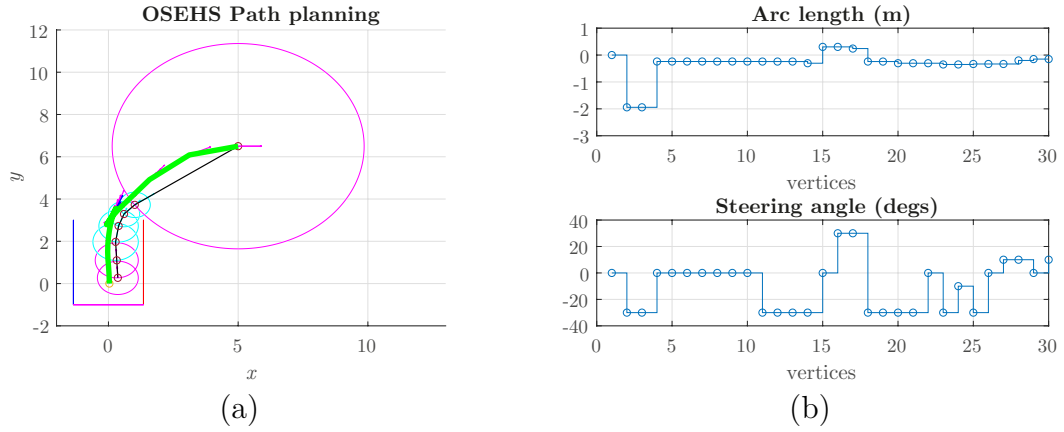 OSEHS Path planning
12
10
8
6
4
2
0
-2
y
0 5 10
x
(a)
Arc length (m)
1
0
-1
-2
-3
0 5 10 15 20 25 30
vertices
Steering angle (degs)
40
20
0
-20
-40
0 5 10 15 20 25 30
vertices
(b)